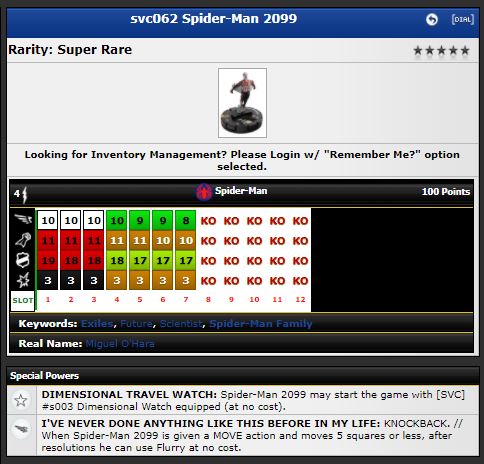 svc062 Spider-Man 2099
[DIAL]
Rarity: Super Rare
Looking for Inventory Management? Please Login w/ "Remember Me?" option
selected.
4 Spider-Man 100 Points
10 10 10 10 9 9 8 KO KO KO KO KO
11 11 11 11 11 10 10 KO KO KO KO KO
19 18 18 18 17 17 17 KO KO KO KO KO
3 3 3 3 3 3 3 KO KO KO KO KO
SLOT 1 2 3 4 5 6 7 8 9 10 11 12
Keywords: Exiles, Future, Scientist, Spider-Man Family
Real Name: Miguel O'Hara
Special Powers
DIMENSIONAL TRAVEL WATCH: Spider-Man 2099 may start the game with [SVC]
#s003 Dimensional Watch equipped (at no cost).
I'VE NEVER DONE ANYTHING LIKE THIS BEFORE IN MY LIFE: KNOCKBACK. //
When Spider-Man 2099 is given a MOVE action and moves 5 squares or less, after
resolutions he can use Flurry at no cost.